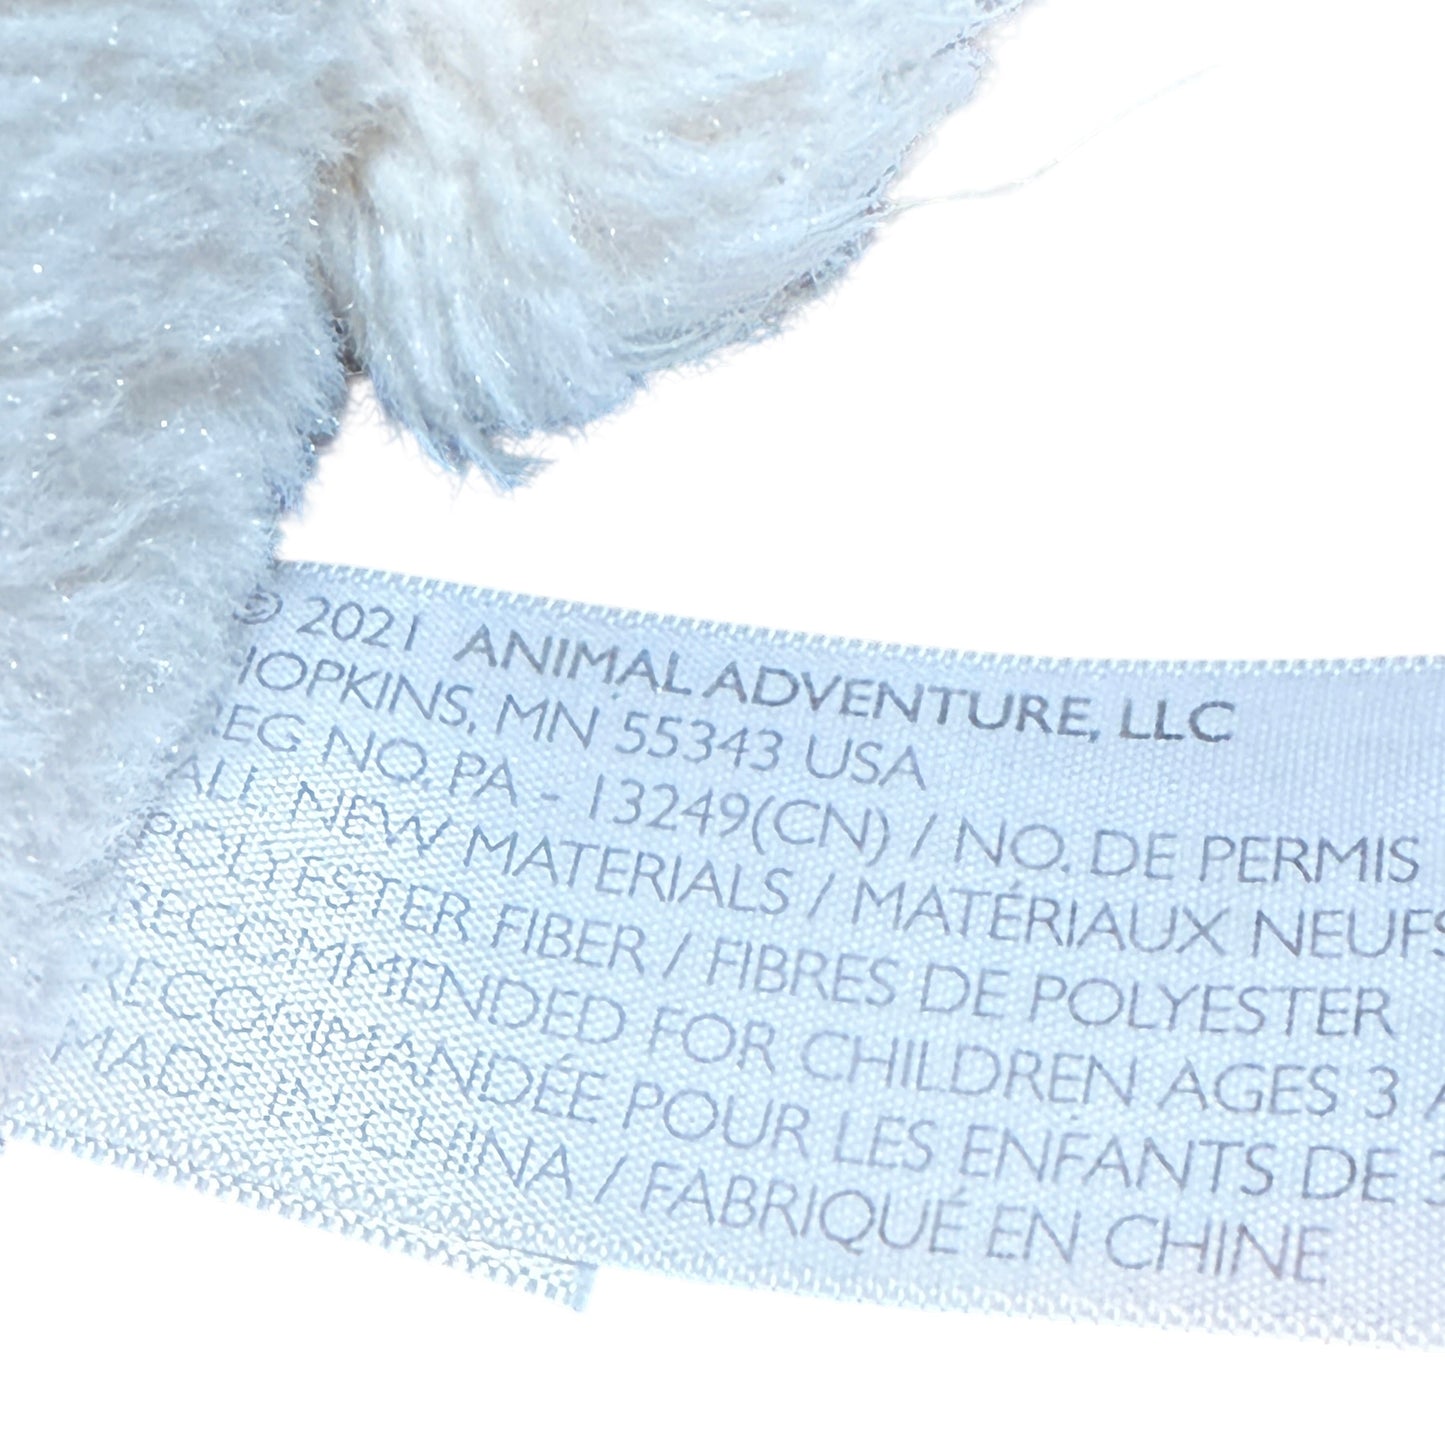 © 2021 ANIMAL ADVENTURE, LLC
HOPKINS, MN 55343 USA
REG NO. PA - 13249(CN) / NO. DE PERMIS
ALL NEW MATERIALS / MATÉRIAUX NEUFS
POLYESTER FIBER / FIBRES DE POLYESTER
RECOMMENDED FOR CHILDREN AGES 3
RECOMMANDÉE POUR LES ENFANTS DE 3
MADE IN CHINA / FABRIQUÉ EN CHINE